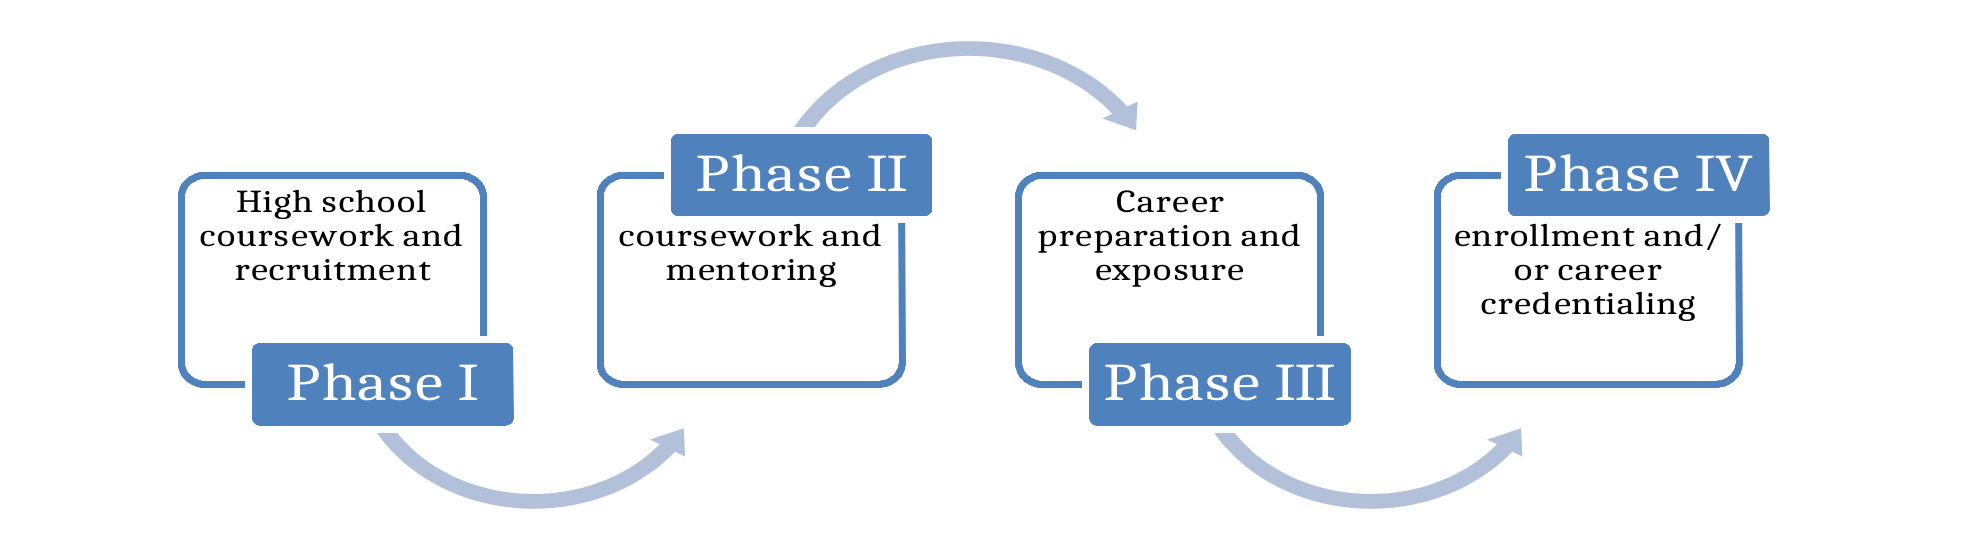 High school
coursework and
recruitment
Phase I
Phase II
coursework and
mentoring
Career
preparation and
exposure
Phase III
Phase IV
enrollment and/
or career
credentialing